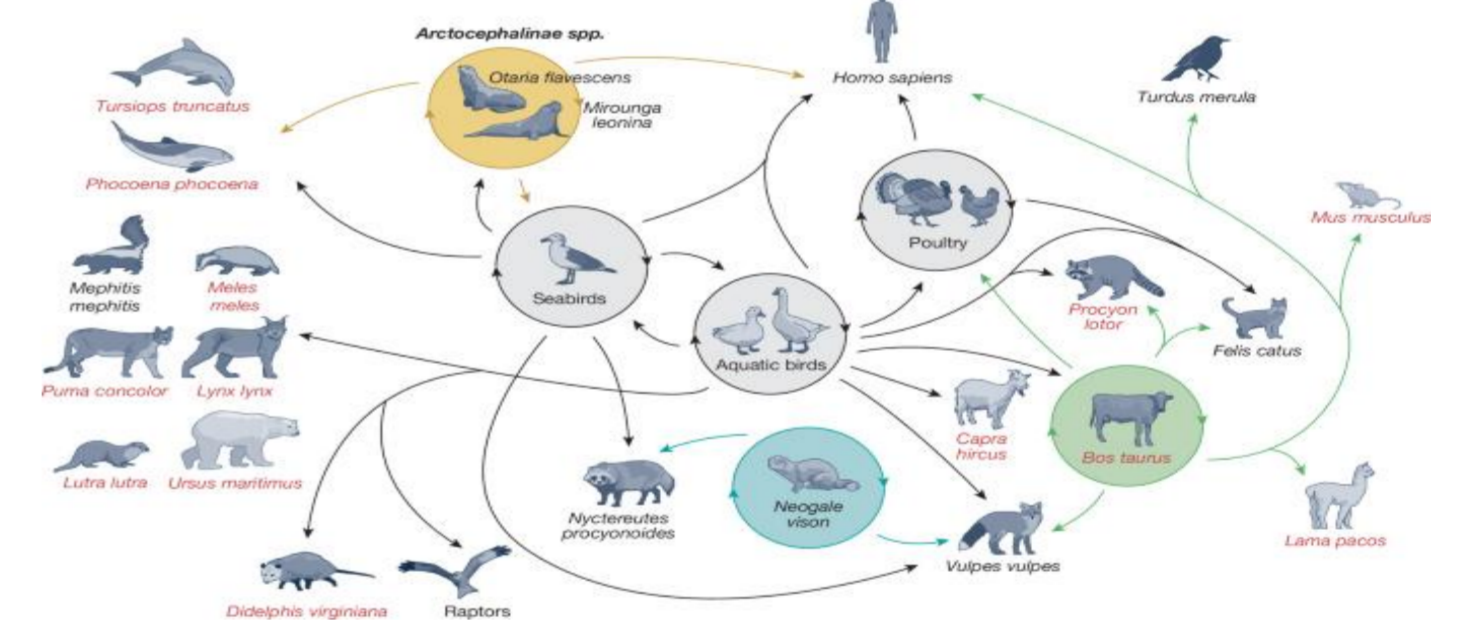 Arctocephalinae spp.
Otaria flavescens
Mirounga
leonina
Homo sapiens
Turdus merula
Tursiops truncatus
Phocoena phocoena
Mus musculus
Poultry
Mephitis
mephitis
Meles
meles
Seabirds
Procyon
lotor
Felis catus
Aquatic birds
Puma concolor
Lynx lynx
Capra
hircus
Bos taurus
Lutra lutra
Ursus maritimus
Nyctereutes
procyonoides
Neogale
vison
Lama pacos
Vulpes vulpes
Didelphis virginiana
Raptors